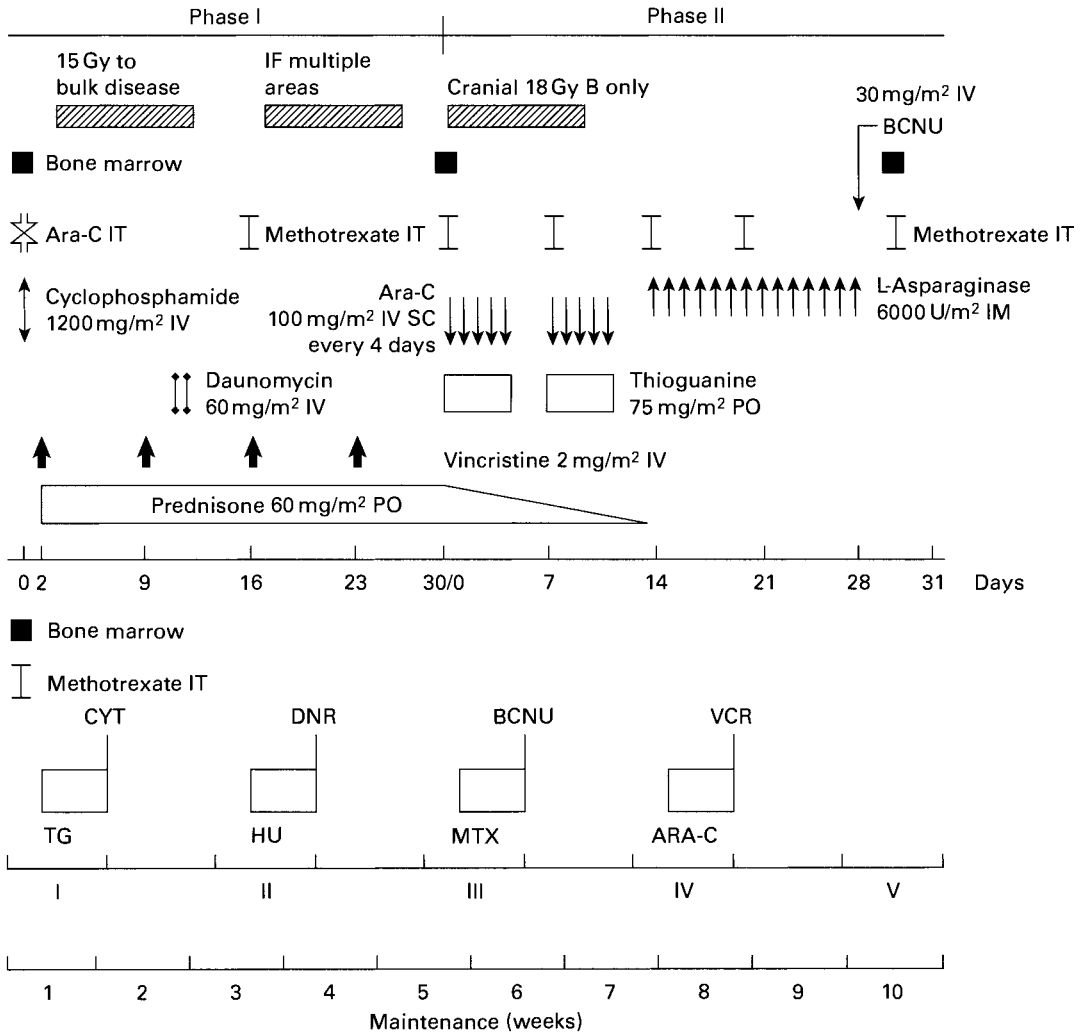 Phase I
Phase II
15 Gy to
bulk disease
IF multiple
areas
Cranial 18 Gy B only
30 mg/m² IV
BCNU
Bone marrow
Ara-C IT
Methotrexate IT
Methotrexate IT
Cyclophosphamide
1200 mg/m² IV
Ara-C
100 mg/m² IV SC
every 4 days
L-Asparaginase
6000 U/m² IM
Daunomycin
60 mg/m² IV
Thioguanine
75 mg/m² PO
Vincristine 2 mg/m² IV
Prednisone 60 mg/m² PO
0 2 9 16 23 30/0 7 14 21 28 31 Days
Bone marrow
Methotrexate IT
CYT DNR BCNU VCR
TG HU MTX ARA-C
I II III IV V
1 2 3 4 5 6 7 8 9 10
Maintenance (weeks)